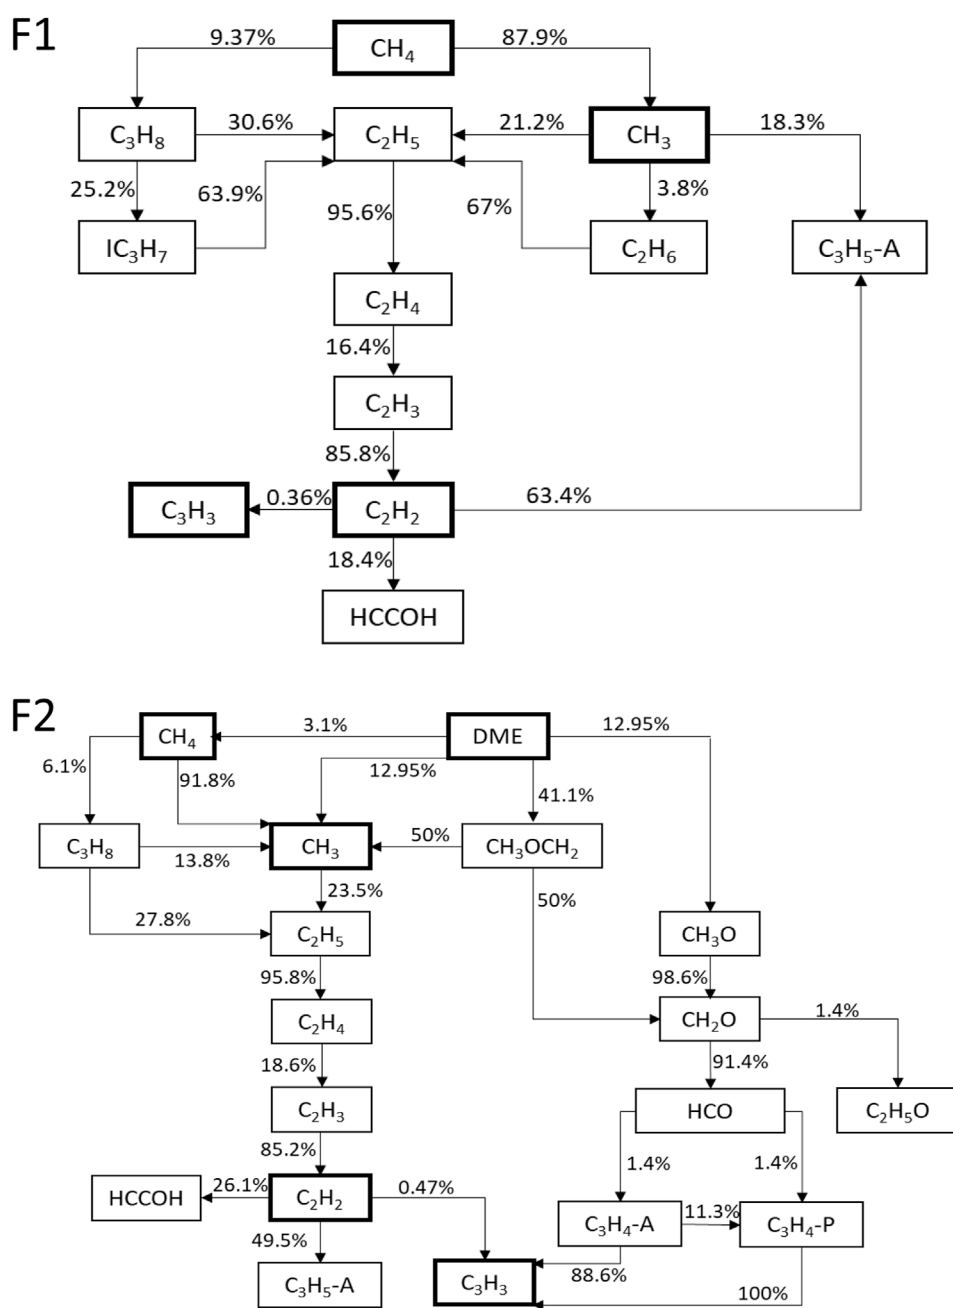 F1
9.37%
CH₄
87.9%
C₃H₈
30.6%
C₂H₅
21.2%
CH₃
18.3%
25.2%
63.9%
95.6%
67%
3.8%
IC₃H₇
C₂H₆
C₃H₅-A
C₂H₄
16.4%
C₂H₃
85.8%
C₃H₃
0.36%
C₂H₂
63.4%
18.4%
HCCOH
F2
CH₄
3.1%
DME
12.95%
6.1%
91.8%
12.95%
41.1%
C₃H₈
13.8%
CH₃
50%
CH₃OCH₂
23.5%
50%
27.8%
C₂H₅
CH₃O
95.8%
98.6%
C₂H₄
CH₂O
1.4%
18.6%
91.4%
C₂H₃
HCO
C₂H₅O
85.2%
1.4%
1.4%
HCCOH
26.1%
C₂H₂
0.47%
C₃H₄-A
11.3%
C₃H₄-P
49.5%
C₃H₅-A
C₃H₃
88.6%
100%